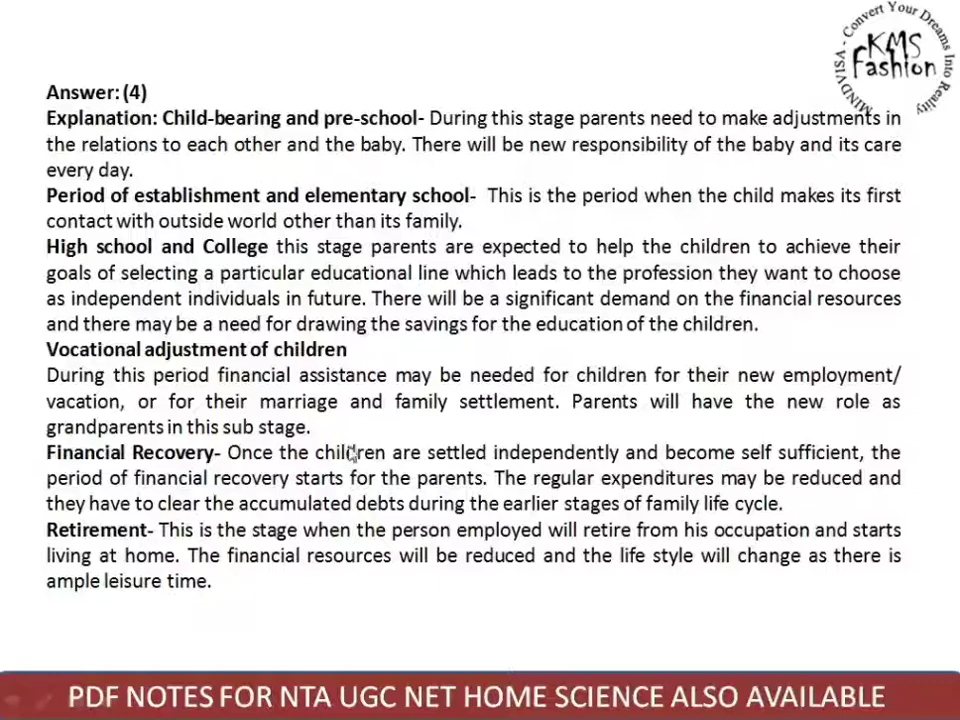 MINDVISA - Convert Your Dreams Into Reality
KMS
Fashion
Answer: (4)
Explanation: Child-bearing and pre-school- During this stage parents need to make adjustments in
the relations to each other and the baby. There will be new responsibility of the baby and its care
every day.
Period of establishment and elementary school- This is the period when the child makes its first
contact with outside world other than its family.
High school and College this stage parents are expected to help the children to achieve their
goals of selecting a particular educational line which leads to the profession they want to choose
as independent individuals in future. There will be a significant demand on the financial resources
and there may be a need for drawing the savings for the education of the children.
Vocational adjustment of children
During this period financial assistance may be needed for children for their new employment/
vacation, or for their marriage and family settlement. Parents will have the new role as
grandparents in this sub stage.
Financial Recovery- Once the children are settled independently and become self sufficient, the
period of financial recovery starts for the parents. The regular expenditures may be reduced and
they have to clear the accumulated debts during the earlier stages of family life cycle.
Retirement- This is the stage when the person employed will retire from his occupation and starts
living at home. The financial resources will be reduced and the life style will change as there is
ample leisure time.
PDF NOTES FOR NTA UGC NET HOME SCIENCE ALSO AVAILABLE